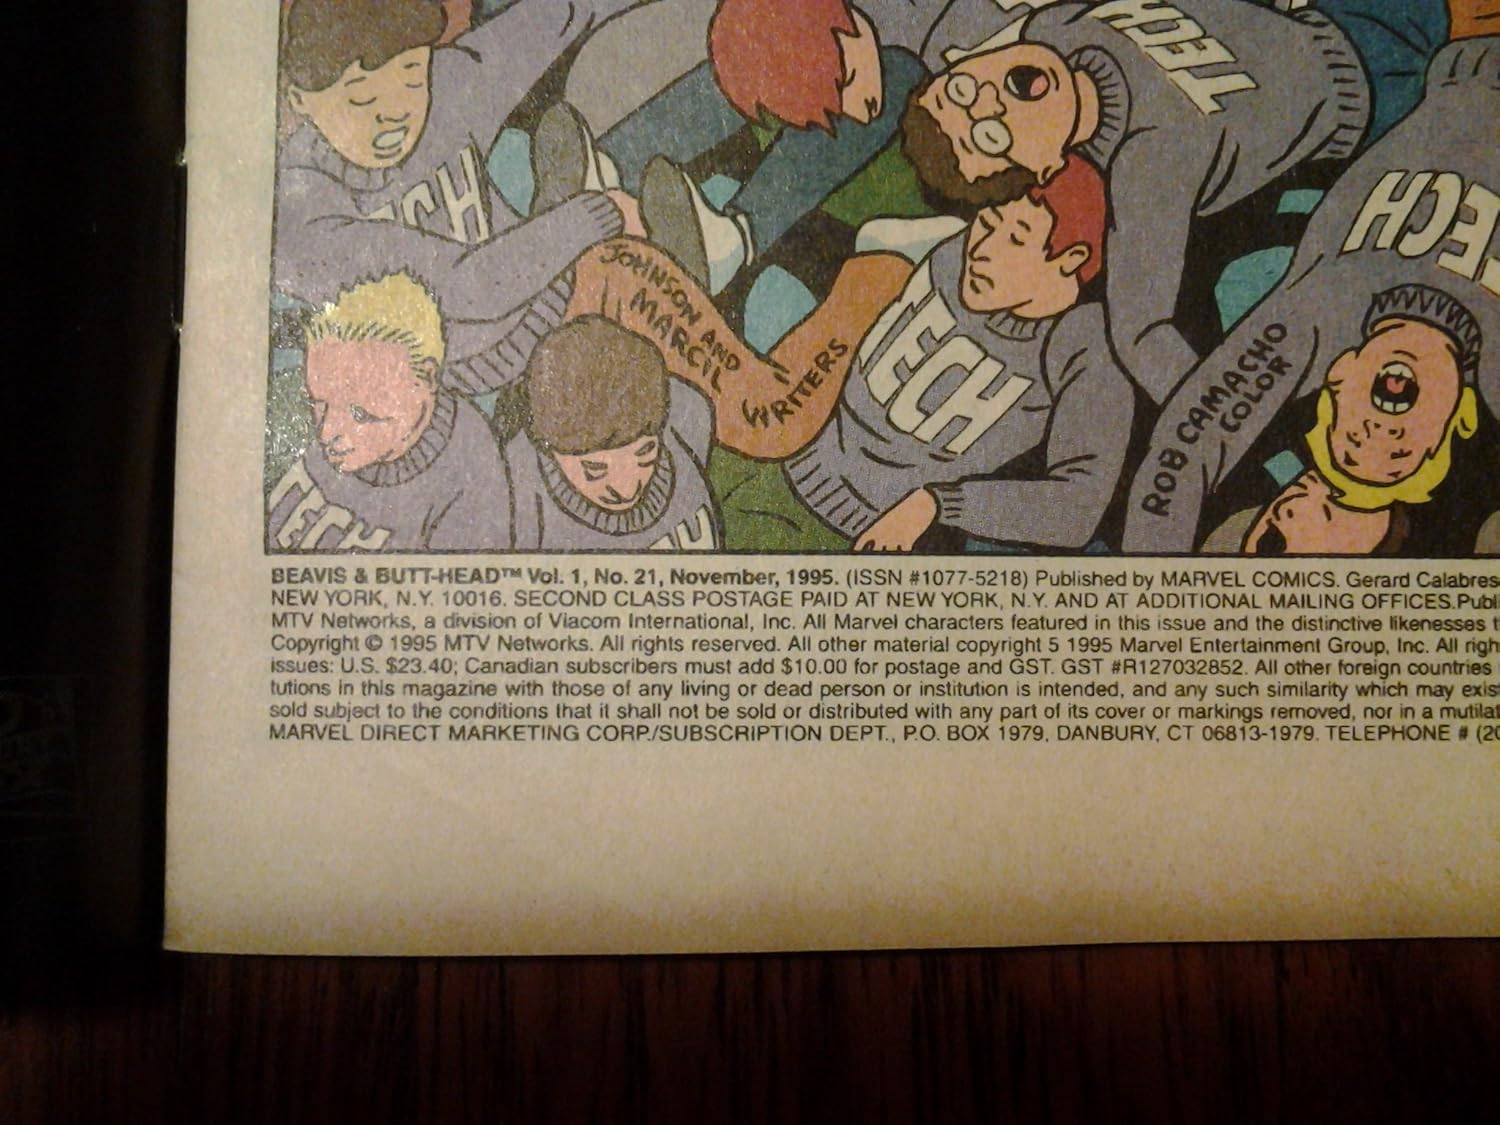 TECH
TECH
TECH
JOHNSON AND
MARCIL
WRITERS
TECH
ROB CAMACHO
COLOR
TECH
BEAVIS & BUTT-HEAD™ Vol. 1, No. 21, November, 1995. (ISSN #1077-5218) Published by MARVEL COMICS. Gerard Calabres
NEW YORK, N.Y. 10016. SECOND CLASS POSTAGE PAID AT NEW YORK, N.Y. AND AT ADDITIONAL MAILING OFFICES.Publi
MTV Networks, a division of Viacom International, Inc. All Marvel characters featured in this issue and the distinctive likenesses t
Copyright © 1995 MTV Networks. All rights reserved. All other material copyright 5 1995 Marvel Entertainment Group, Inc. All righ
issues: U.S. $23.40; Canadian subscribers must add $10.00 for postage and GST. GST #R127032852. All other foreign countries
tutions in this magazine with those of any living or dead person or institution is intended, and any such similarity which may exist
sold subject to the conditions that it shall not be sold or distributed with any part of its cover or markings removed, nor in a mutilat
MARVEL DIRECT MARKETING CORP./SUBSCRIPTION DEPT., P.O. BOX 1979, DANBURY, CT 06813-1979. TELEPHONE # (20